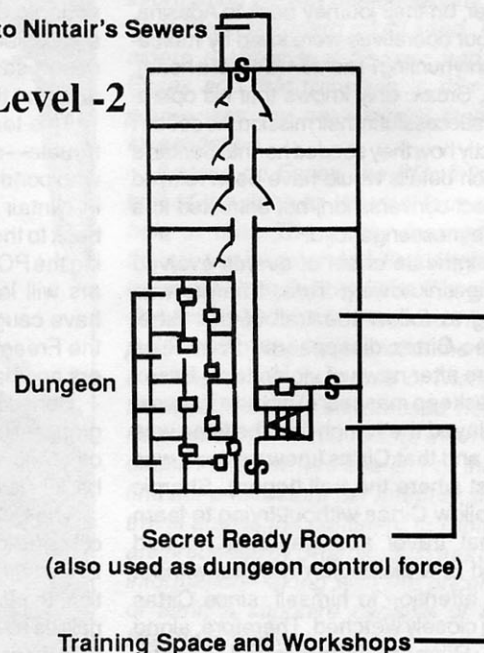 to Nintair's Sewers
Level -2
S
S
Dungeon
S
Secret Ready Room
(also used as dungeon control force)
Training Space and Workshops